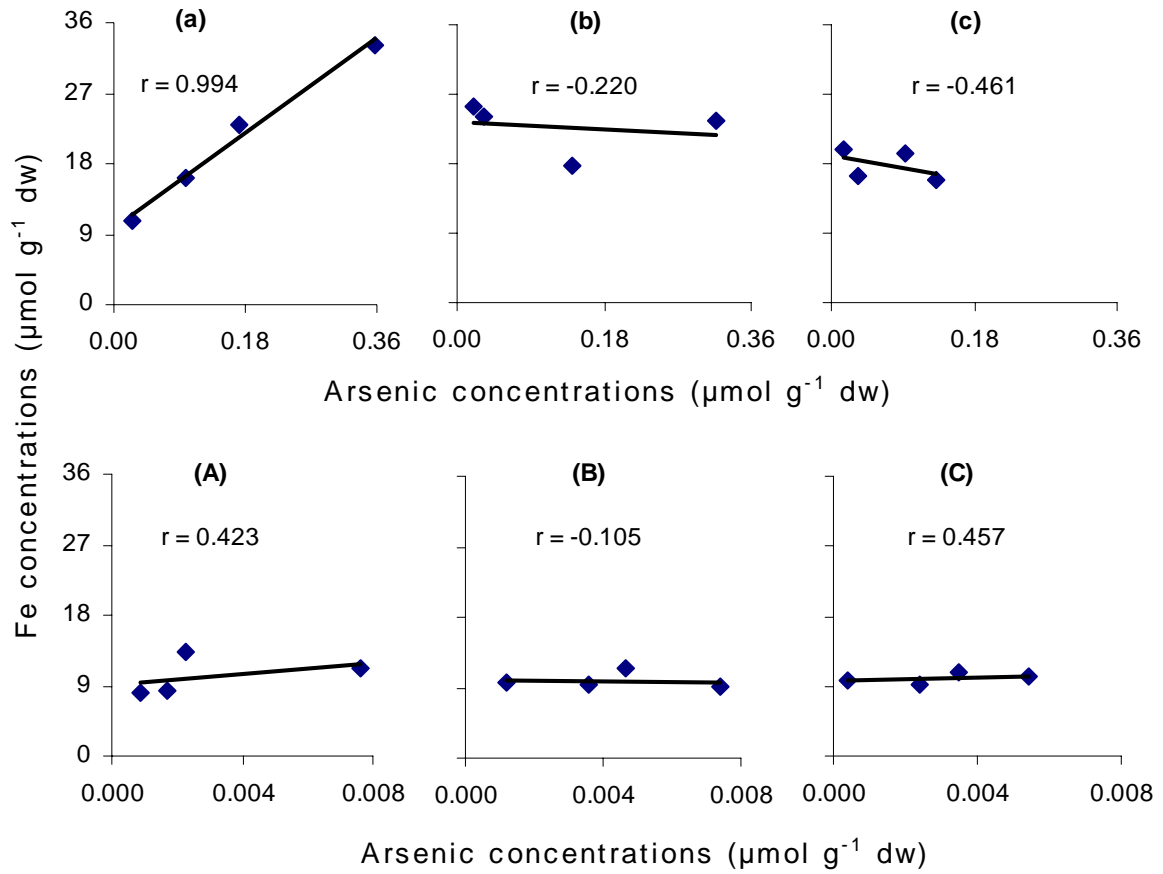 (a)
(b)
(c)
36
27
18
9
0
r = 0.994
r = -0.220
r = -0.461
0.00 0.18 0.36
0.00 0.18 0.36
0.00 0.18 0.36
Arsenic concentrations (µmol g-1 dw)
Fe concentrations (µmol g-1 dw)
(A)
(B)
(C)
36
27
18
9
0
r = 0.423
r = -0.105
r = 0.457
0.000 0.004 0.008
0.000 0.004 0.008
0.000 0.004 0.008
Arsenic concentrations (µmol g-1 dw)